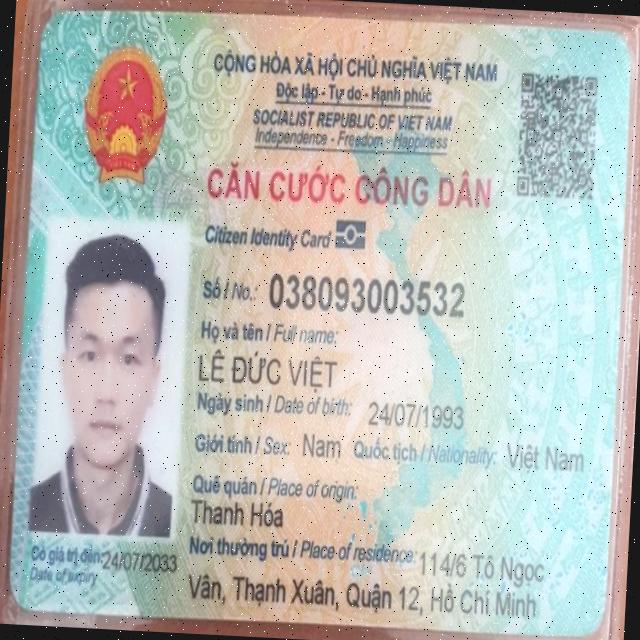 CỘNG HÒA XÃ HỘI CHỦ NGHĨA VIỆT NAM
Độc lập - Tự do - Hạnh phúc
SOCIALIST REPUBLIC OF VIET NAM
Independence - Freedom - Happiness
CĂN CƯỚC CÔNG DÂN
Citizen Identity Card
Số / No.: 038093003532
Họ và tên / Full name:
LÊ ĐỨC VIỆT
Ngày sinh / Date of birth: 24/07/1993
Giới tính / Sex: Nam Quốc tịch / Nationality: Việt Nam
Quê quán / Place of origin:
Thanh Hóa
Nơi thường trú / Place of residence: 114/6 Tô Ngọc
Vân, Thạnh Xuân, Quận 12, Hồ Chí Minh
Có giá trị đến: 24/07/2033
Date of expiry